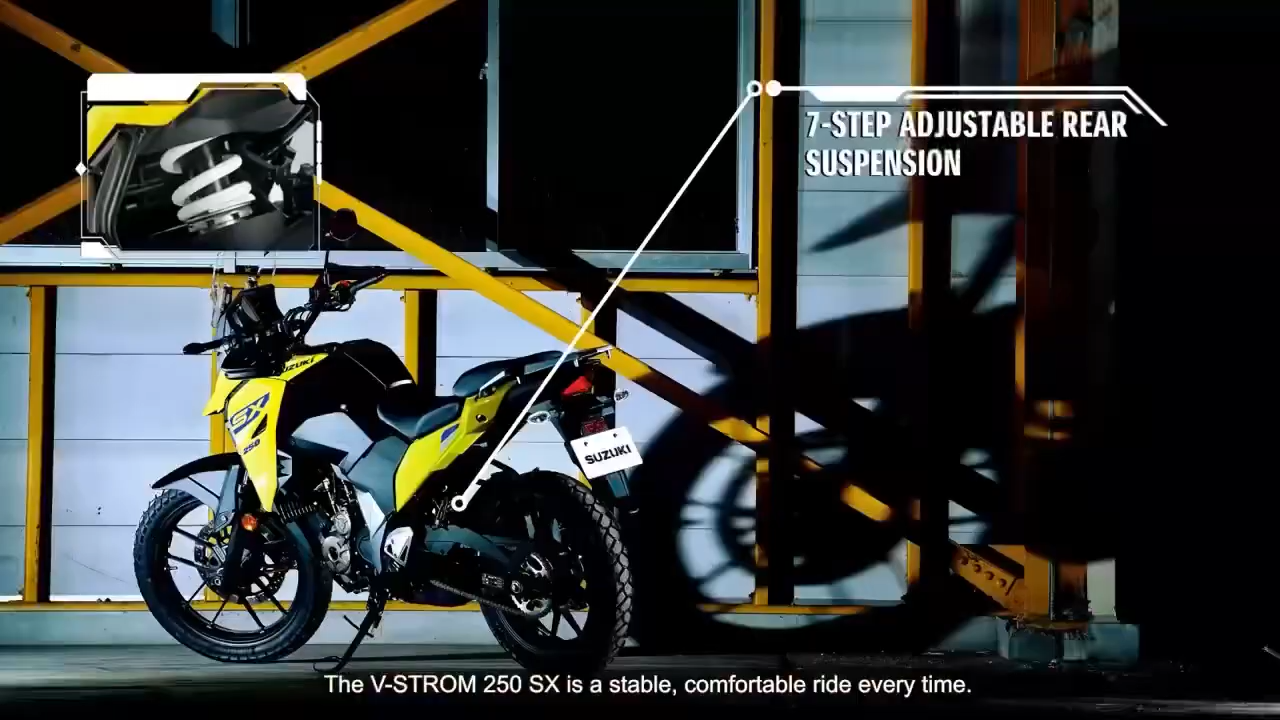 7-STEP ADJUSTABLE REAR
SUSPENSION
SUZUKI
SX
250
SUZUKI
The V-STROM 250 SX is a stable, comfortable ride every time.